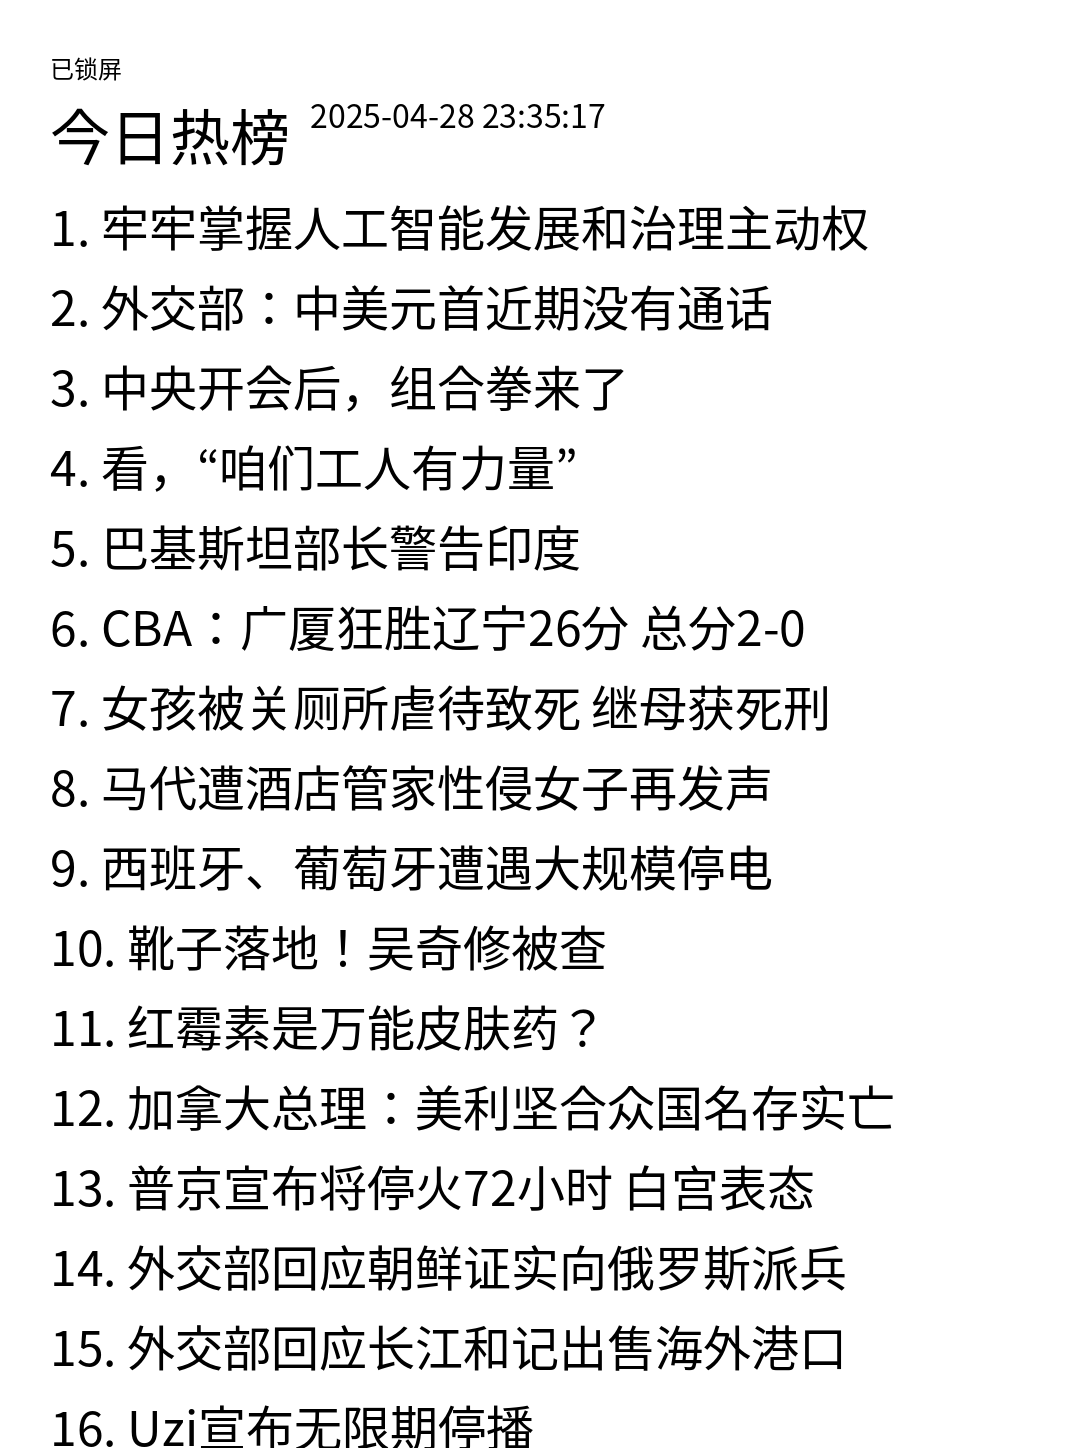 已锁屏
今日热榜 2025-04-28 23:35:17
1. 牢牢掌握人工智能发展和治理主动权
2. 外交部：中美元首近期没有通话
3. 中央开会后，组合拳来了
4. 看，“咱们工人有力量”
5. 巴基斯坦部长警告印度
6. CBA：广厦狂胜辽宁26分 总分2-0
7. 女孩被关厕所虐待致死 继母获死刑
8. 马代遭酒店管家性侵女子再发声
9. 西班牙、葡萄牙遭遇大规模停电
10. 靴子落地！吴奇修被查
11. 红霉素是万能皮肤药？
12. 加拿大总理：美利坚合众国名存实亡
13. 普京宣布将停火72小时 白宫表态
14. 外交部回应朝鲜证实向俄罗斯派兵
15. 外交部回应长江和记出售海外港口
16. Uzi宣布无限期停播